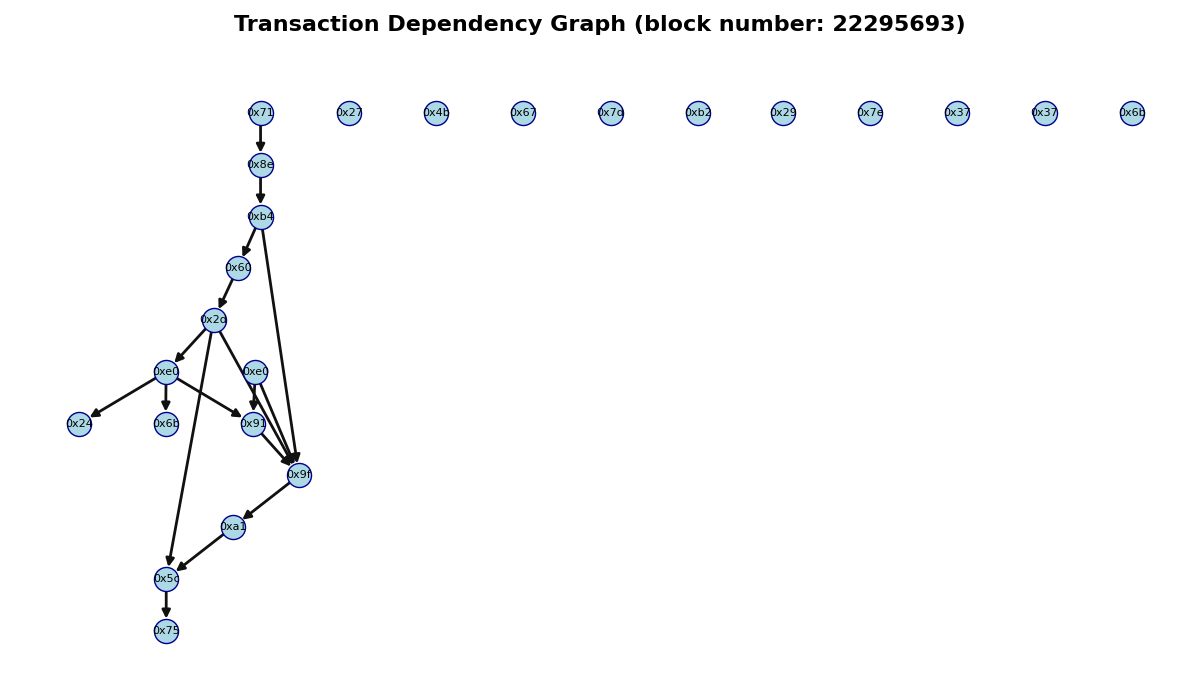 Transaction Dependency Graph (block number: 22295693)
0x71 0x27 0x4b 0x67 0x7d 0xb2 0x29 0x7e 0x37 0x37 0x6b
0x8e
0xb4
0x60
0x2d
0xe0 0xe0
0x24 0x6b 0x91
0x9f
0xa1
0x5c
0x75